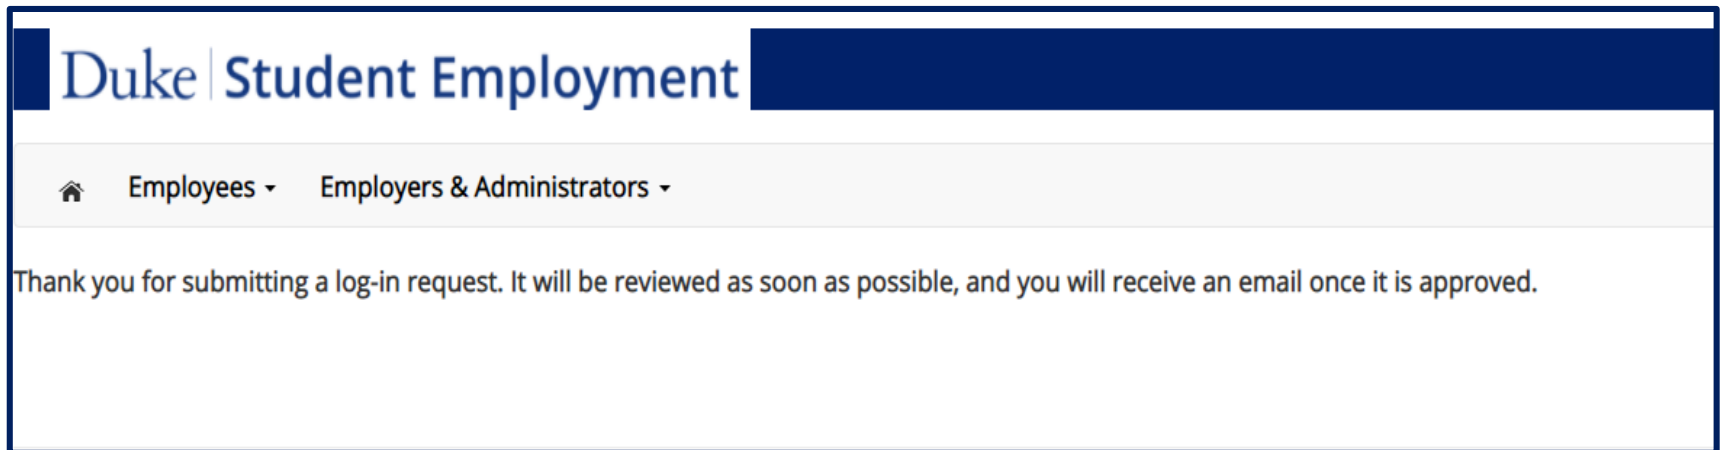 Duke Student Employment
Employees Employers & Administrators
Thank you for submitting a log-in request. It will be reviewed as soon as possible, and you will receive an email once it is approved.